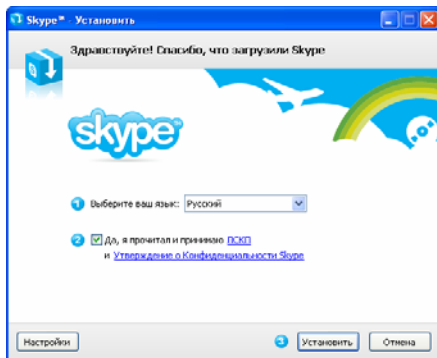 Skype™ - Установить
Здравствуйте! Спасибо, что загрузили Skype
skype™
1 Выберите ваш язык: Русский
2 Да, я прочитал и принимаю ПСКП
и Утверждение о Конфиденциальности Skype
Настройки 3 Установить Отмена